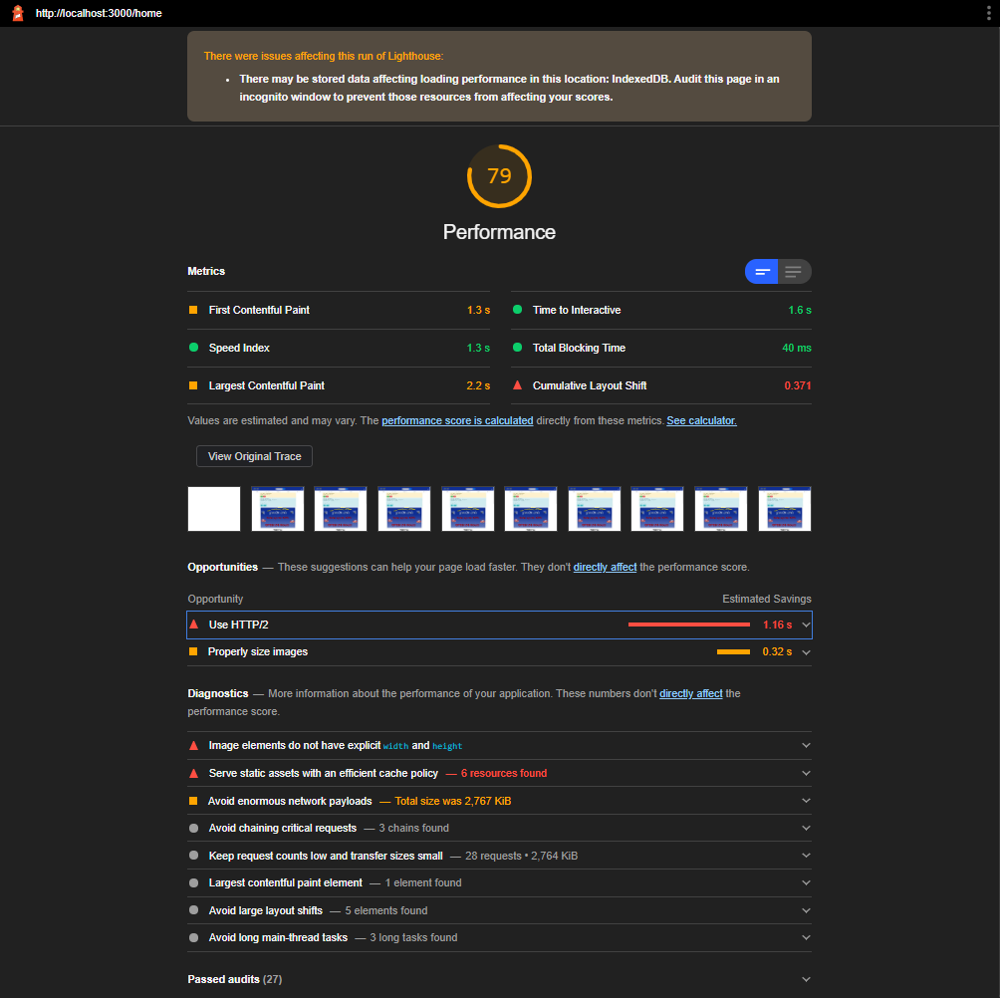 http://localhost:3000/home
There were issues affecting this run of Lighthouse:
• There may be stored data affecting loading performance in this location: IndexedDB. Audit this page in an
incognito window to prevent those resources from affecting your scores.
79
Performance
Metrics
First Contentful Paint 1.3 s
Time to Interactive 1.6 s
Speed Index 1.3 s
Total Blocking Time 40 ms
Largest Contentful Paint 2.2 s
Cumulative Layout Shift 0.371
Values are estimated and may vary. The performance score is calculated directly from these metrics. See calculator.
View Original Trace
Opportunities — These suggestions can help your page load faster. They don't directly affect the performance score.
Opportunity Estimated Savings
Use HTTP/2 1.16 s
Properly size images 0.32 s
Diagnostics — More information about the performance of your application. These numbers don't directly affect the
performance score.
Image elements do not have explicit width and height
Serve static assets with an efficient cache policy — 6 resources found
Avoid enormous network payloads — Total size was 2,767 KiB
Avoid chaining critical requests — 3 chains found
Keep request counts low and transfer sizes small — 28 requests • 2,764 KiB
Largest contentful paint element — 1 element found
Avoid large layout shifts — 5 elements found
Avoid long main-thread tasks — 3 long tasks found
Passed audits (27)